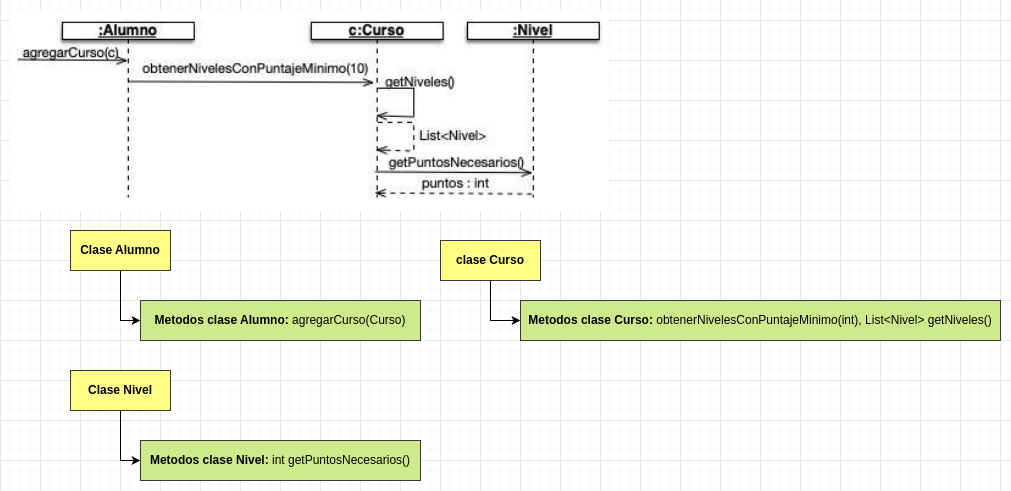 :Alumno
c:Curso
:Nivel
agregarCurso(c)
obtenerNivelesConPuntajeMinimo(10)
getNiveles()
List<Nivel>
getPuntosNecesarios()
puntos : int
Clase Alumno
clase Curso
Metodos clase Alumno: agregarCurso(Curso)
Metodos clase Curso: obtenerNivelesConPuntajeMinimo(int), List<Nivel> getNiveles()
Clase Nivel
Metodos clase Nivel: int getPuntosNecesarios()